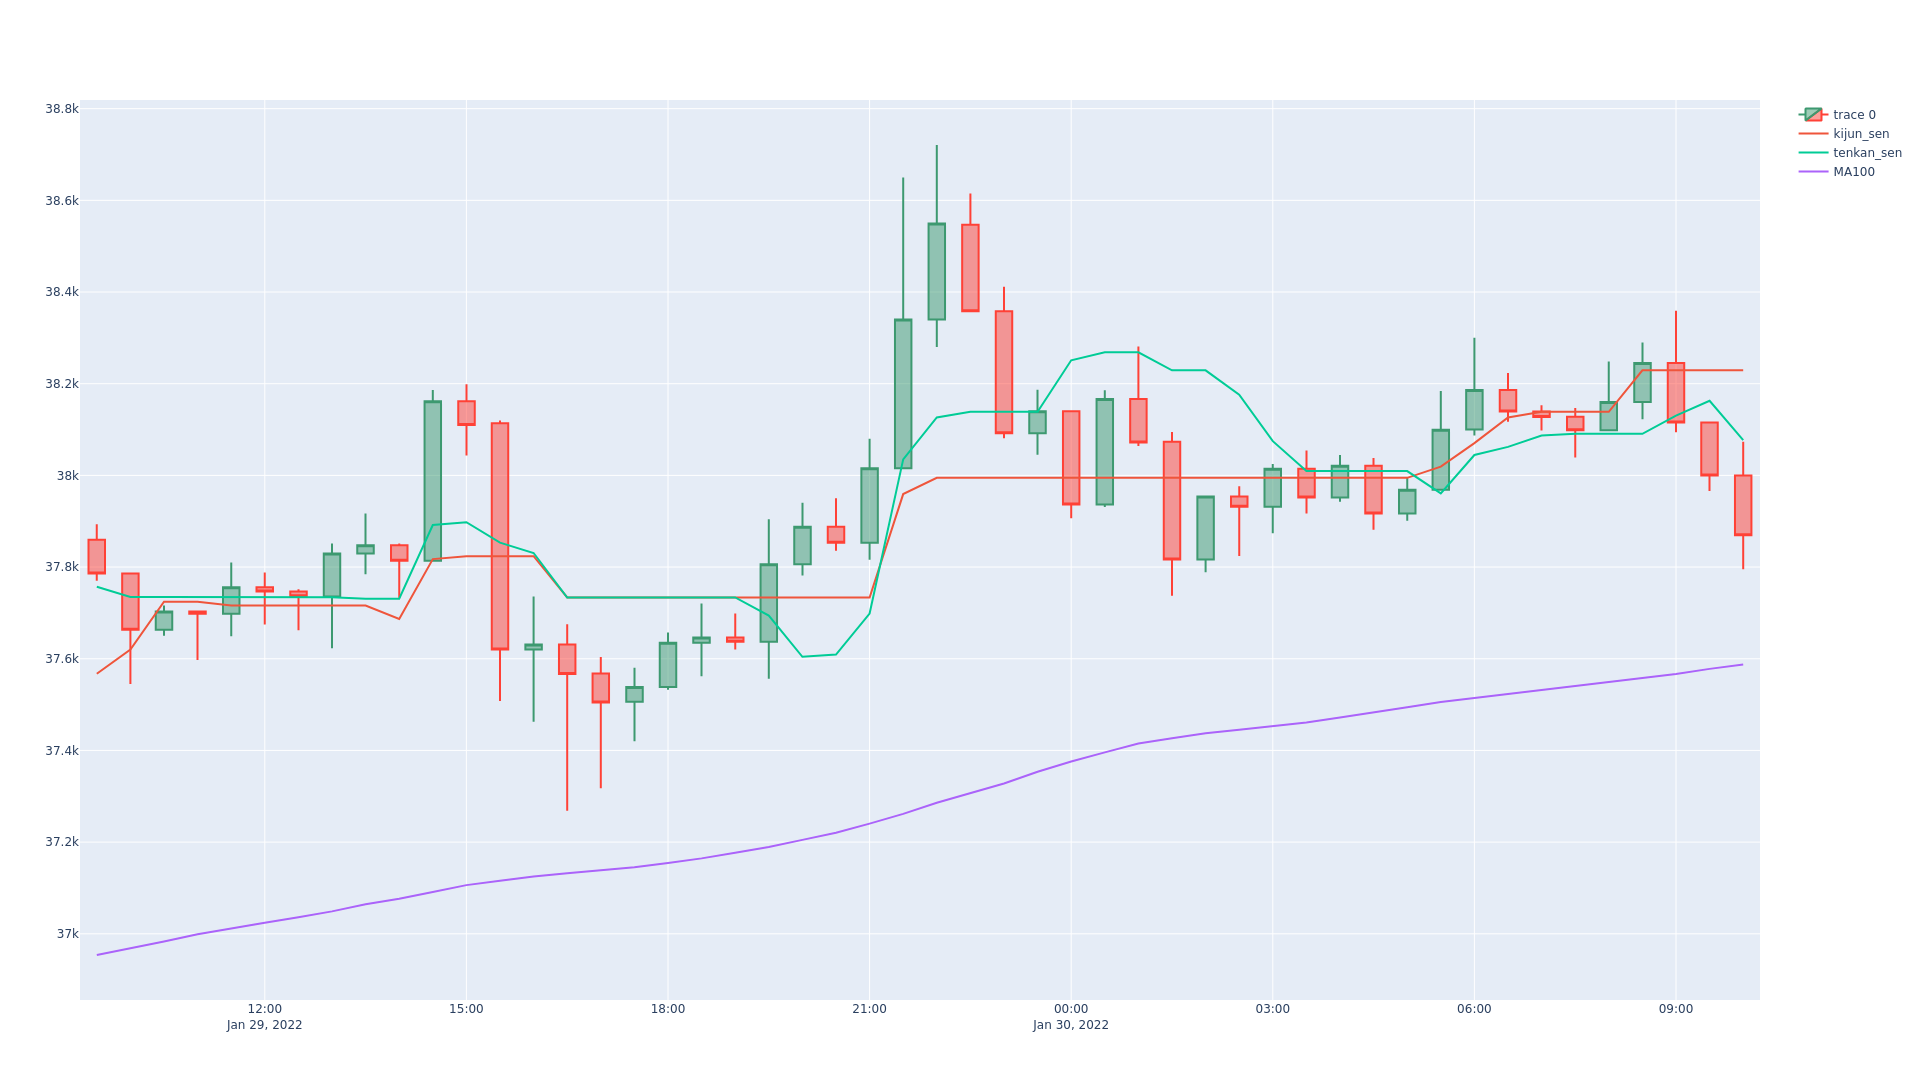 38.8k
38.6k
38.4k
38.2k
38k
37.8k
37.6k
37.4k
37.2k
37k
12:00
Jan 29, 2022
15:00
18:00
21:00
00:00
Jan 30, 2022
03:00
06:00
09:00
trace 0
kijun_sen
tenkan_sen
MA100